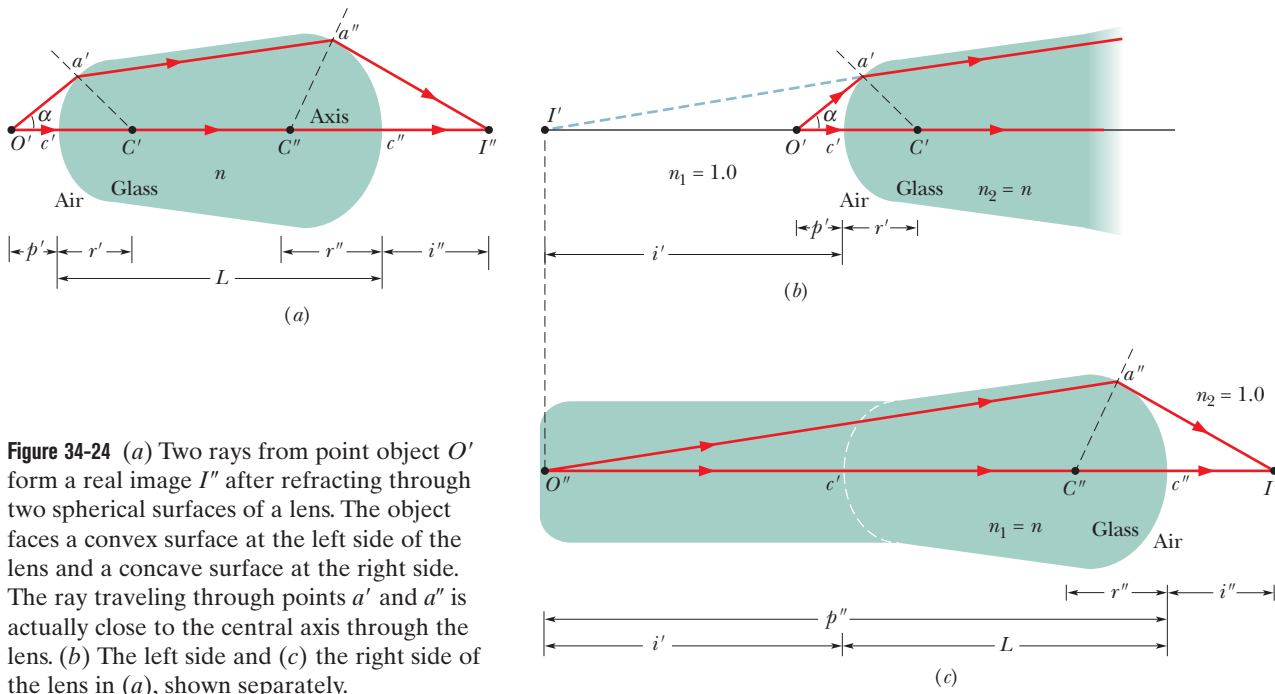 a′
a″
α
Axis
O′ c′ C′ C″ c″ I″
n
Glass
Air
p′ r′ r″ i″
L
(a)
a′
I′
α
O′ c′ C′
n₁ = 1.0
Air Glass n₂ = n
p′ r′
i′
(b)
a″
n₂ = 1.0
O″ c′ C″ c″ I
n₁ = n Glass Air
r″ i″
p″
i′ L
(c)
Figure 34-24 (a) Two rays from point object O′
form a real image I″ after refracting through
two spherical surfaces of a lens. The object
faces a convex surface at the left side of the
lens and a concave surface at the right side.
The ray traveling through points a′ and a″ is
actually close to the central axis through the
lens. (b) The left side and (c) the right side of
the lens in (a), shown separately.